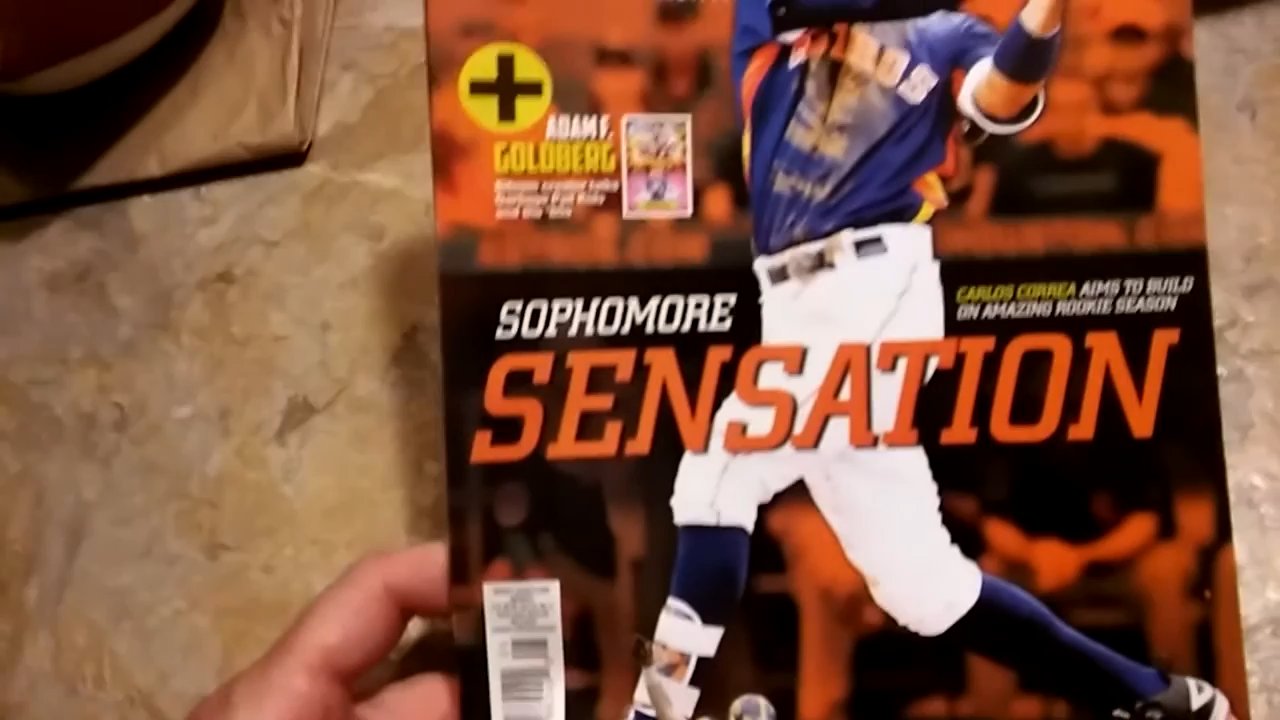 ADAM F.
GOLDBERG
SOPHOMORE
SENSATION
CARLOS CORREA AIMS TO BUILD
ON AMAZING ROOKIE SEASON